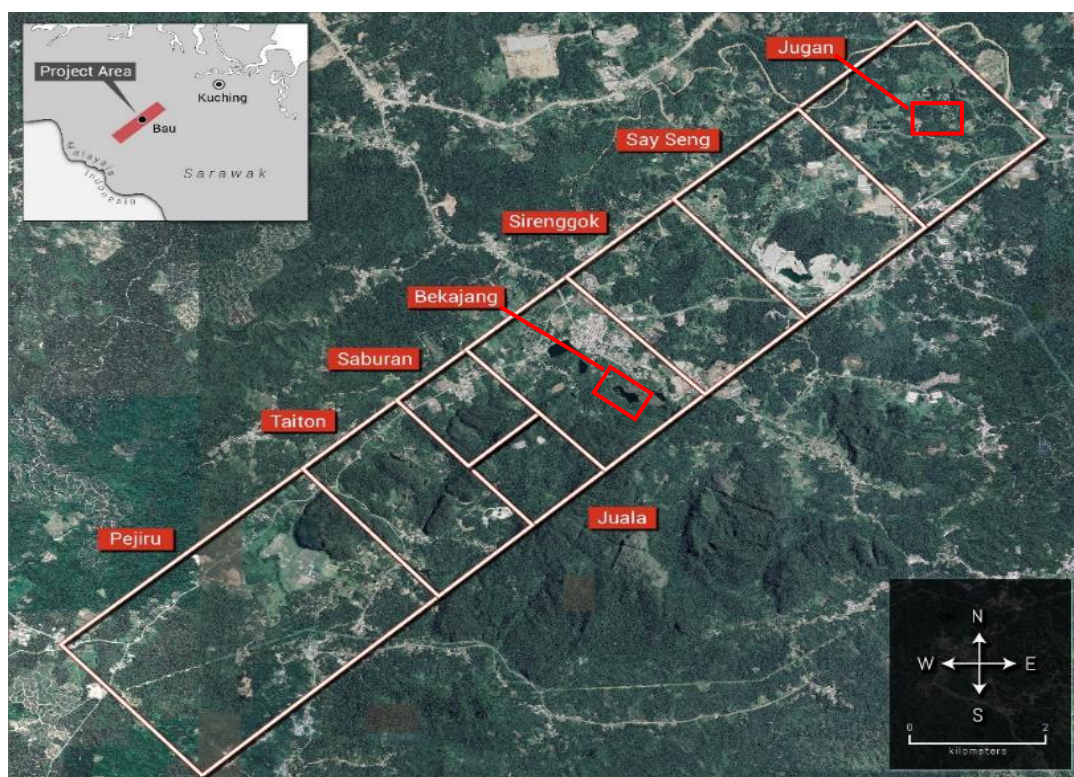 Project Area
Kuching
Bau
Malaysia
Indonesia
Sarawak
Jugan
Say Seng
Sirenggok
Bekajang
Saburan
Taiton
Juala
Pejiru
N
W E
S
0 2
kilometers